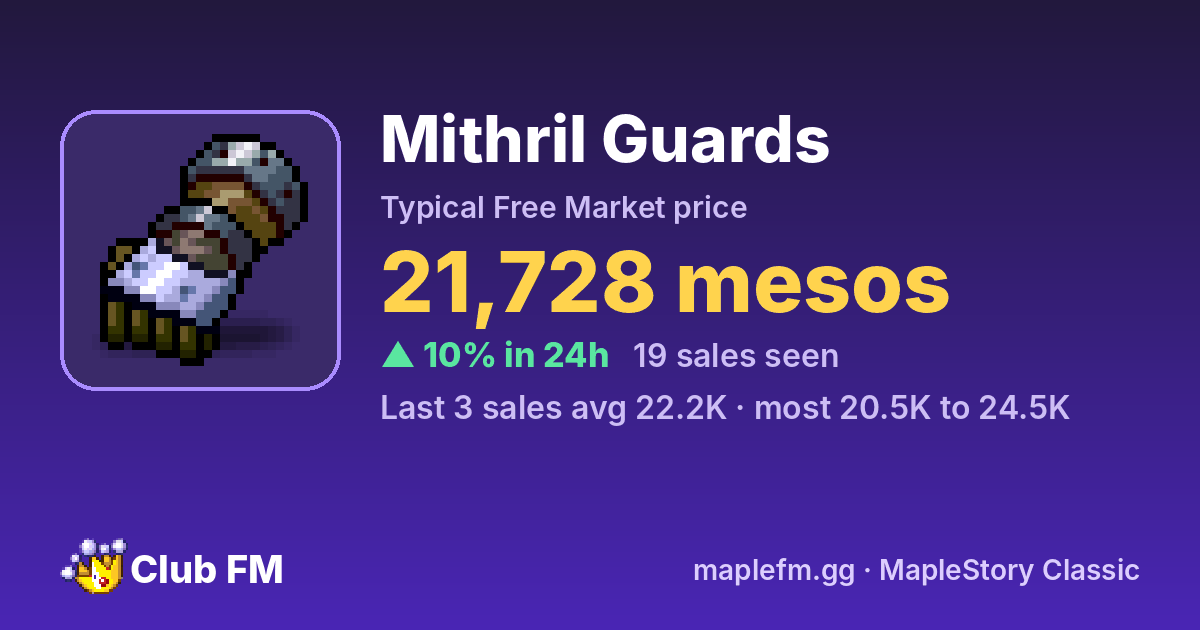 Mithril Guards
Typical Free Market price
21,728 mesos
▲ 10% in 24h 19 sales seen
Last 3 sales avg 22.2K · most 20.5K to 24.5K
Club FM
maplefm.gg · MapleStory Classic